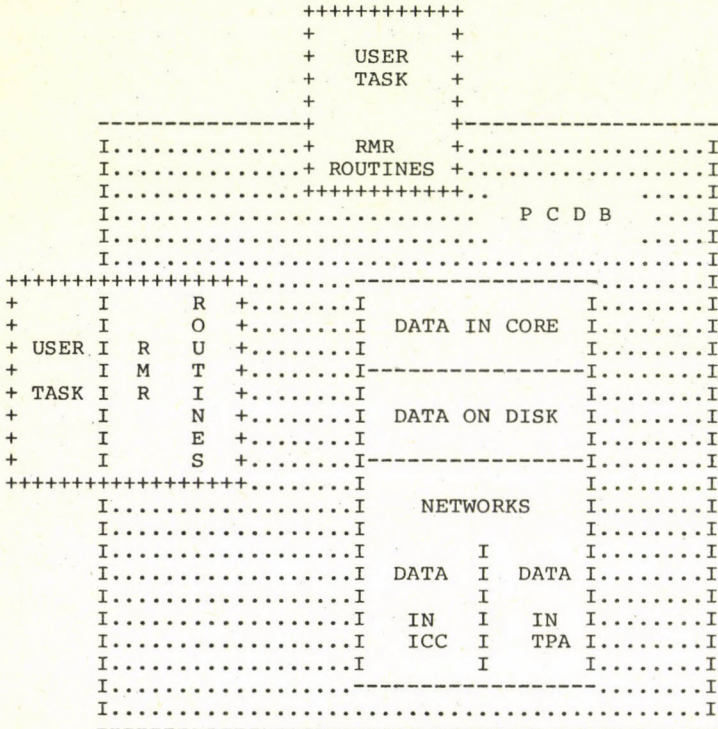 USER
TASK
RMR
ROUTINES
P C D B
USER
TASK
R M R
R O U T I N E S
DATA IN CORE
DATA ON DISK
NETWORKS
DATA I DATA
IN I IN
ICC I TPA